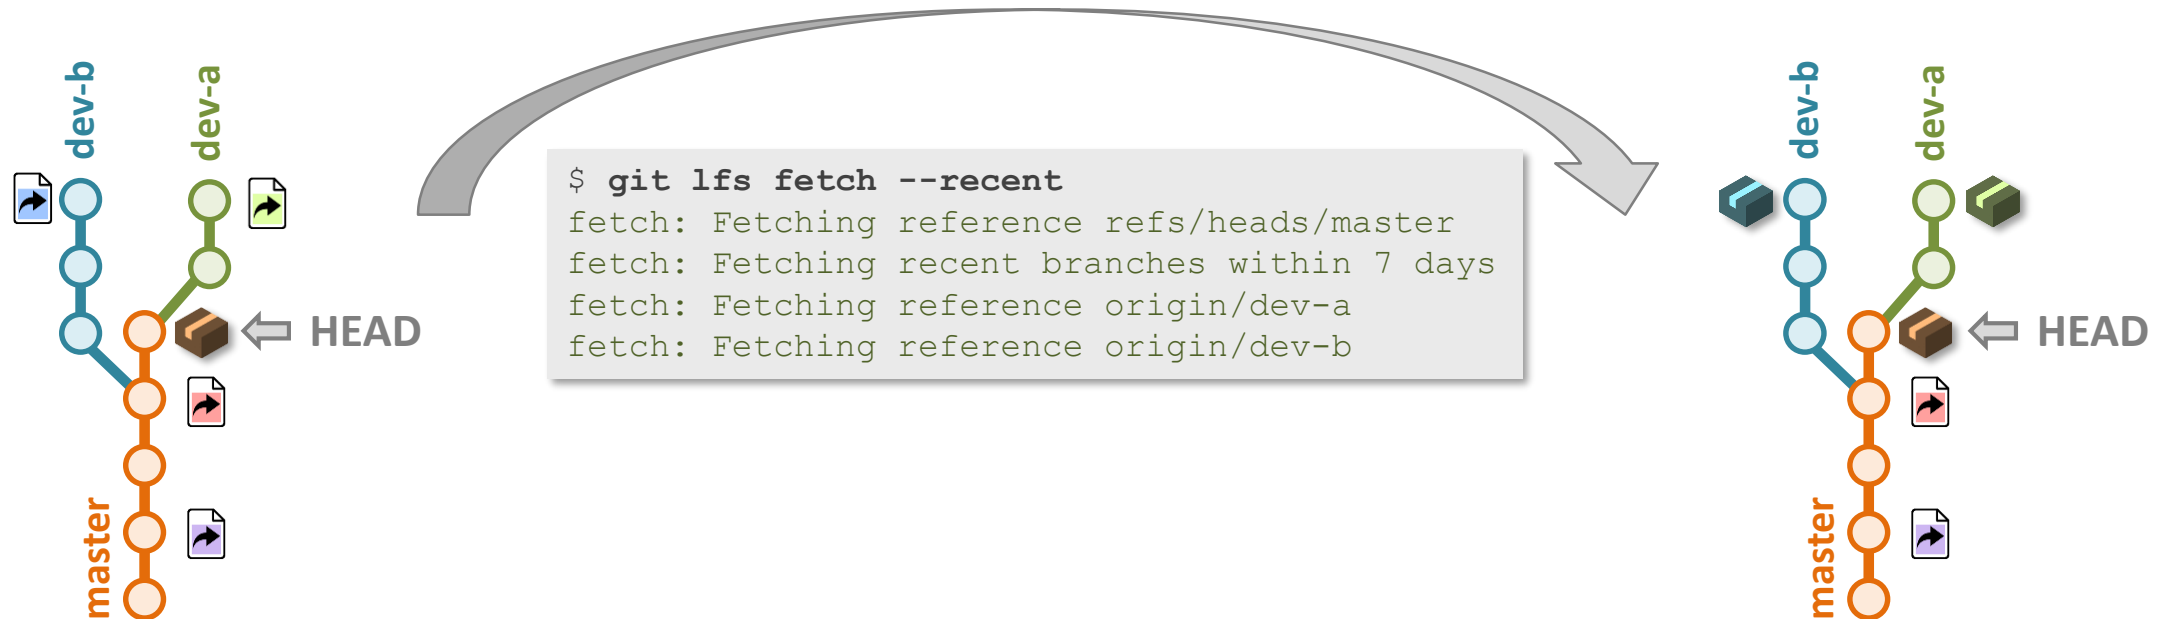 dev-b
dev-a
HEAD
master
$ git lfs fetch --recent
fetch: Fetching reference refs/heads/master
fetch: Fetching recent branches within 7 days
fetch: Fetching reference origin/dev-a
fetch: Fetching reference origin/dev-b
dev-b
dev-a
HEAD
master